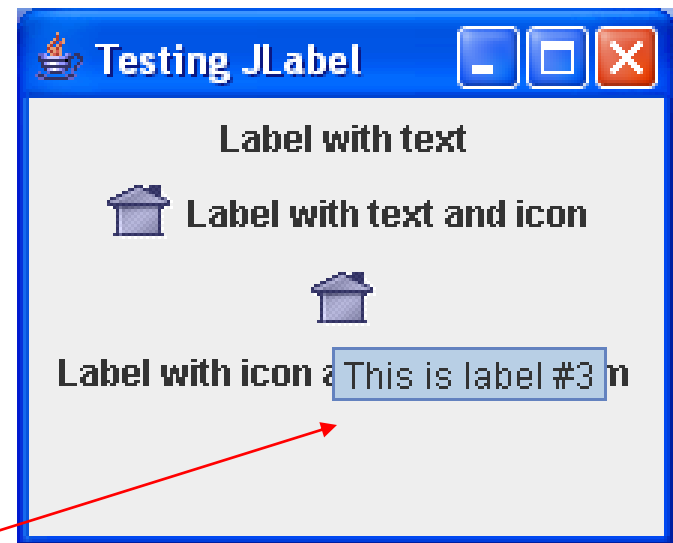 Testing JLabel
Label with text
Label with text and icon
Label with icon
This is label #3